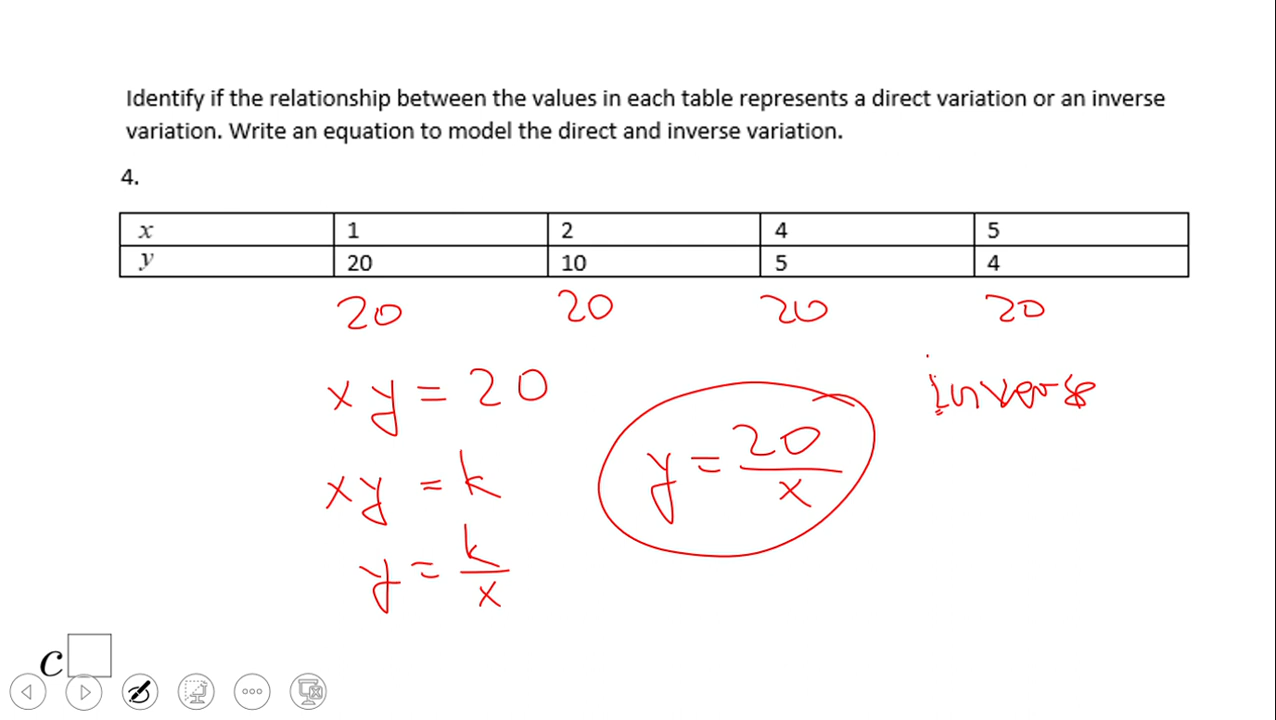 Identify if the relationship between the values in each table represents a direct variation or an inverse
variation. Write an equation to model the direct and inverse variation.
4.
x 1 2 4 5
y 20 10 5 4
20 20 20 20
xy = 20
inverse
y = 20/x
xy = k
y = k/x
c